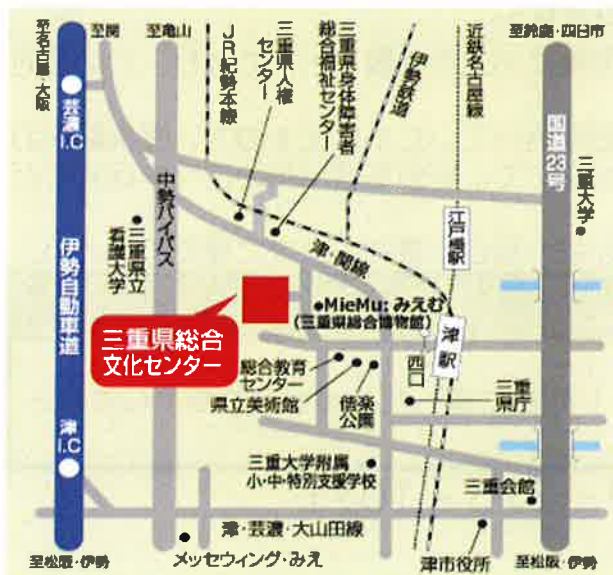 至名古屋・大阪
至関
至亀山
JR紀勢本線
三重県人権
センター
三重県身体障害者
総合福祉センター
伊勢鉄道
近鉄名古屋線
至鈴鹿・四日市
芸濃
I.C
国道23号
三重大学
中勢バイパス
三重県立
看護大学
伊勢自動車道
津・関線
江戸橋駅
MieMu:みえむ
(三重県総合博物館)
三重県総合
文化センター
津駅
西口
総合教育
センター
県立美術館
偕楽
公園
三重
県庁
津
I.C
三重大学附属
小・中・特別支援学校
三重会館
津・芸濃・大山田線
至松阪・伊勢
メッセウィング・みえ
津市役所
至松阪・伊勢